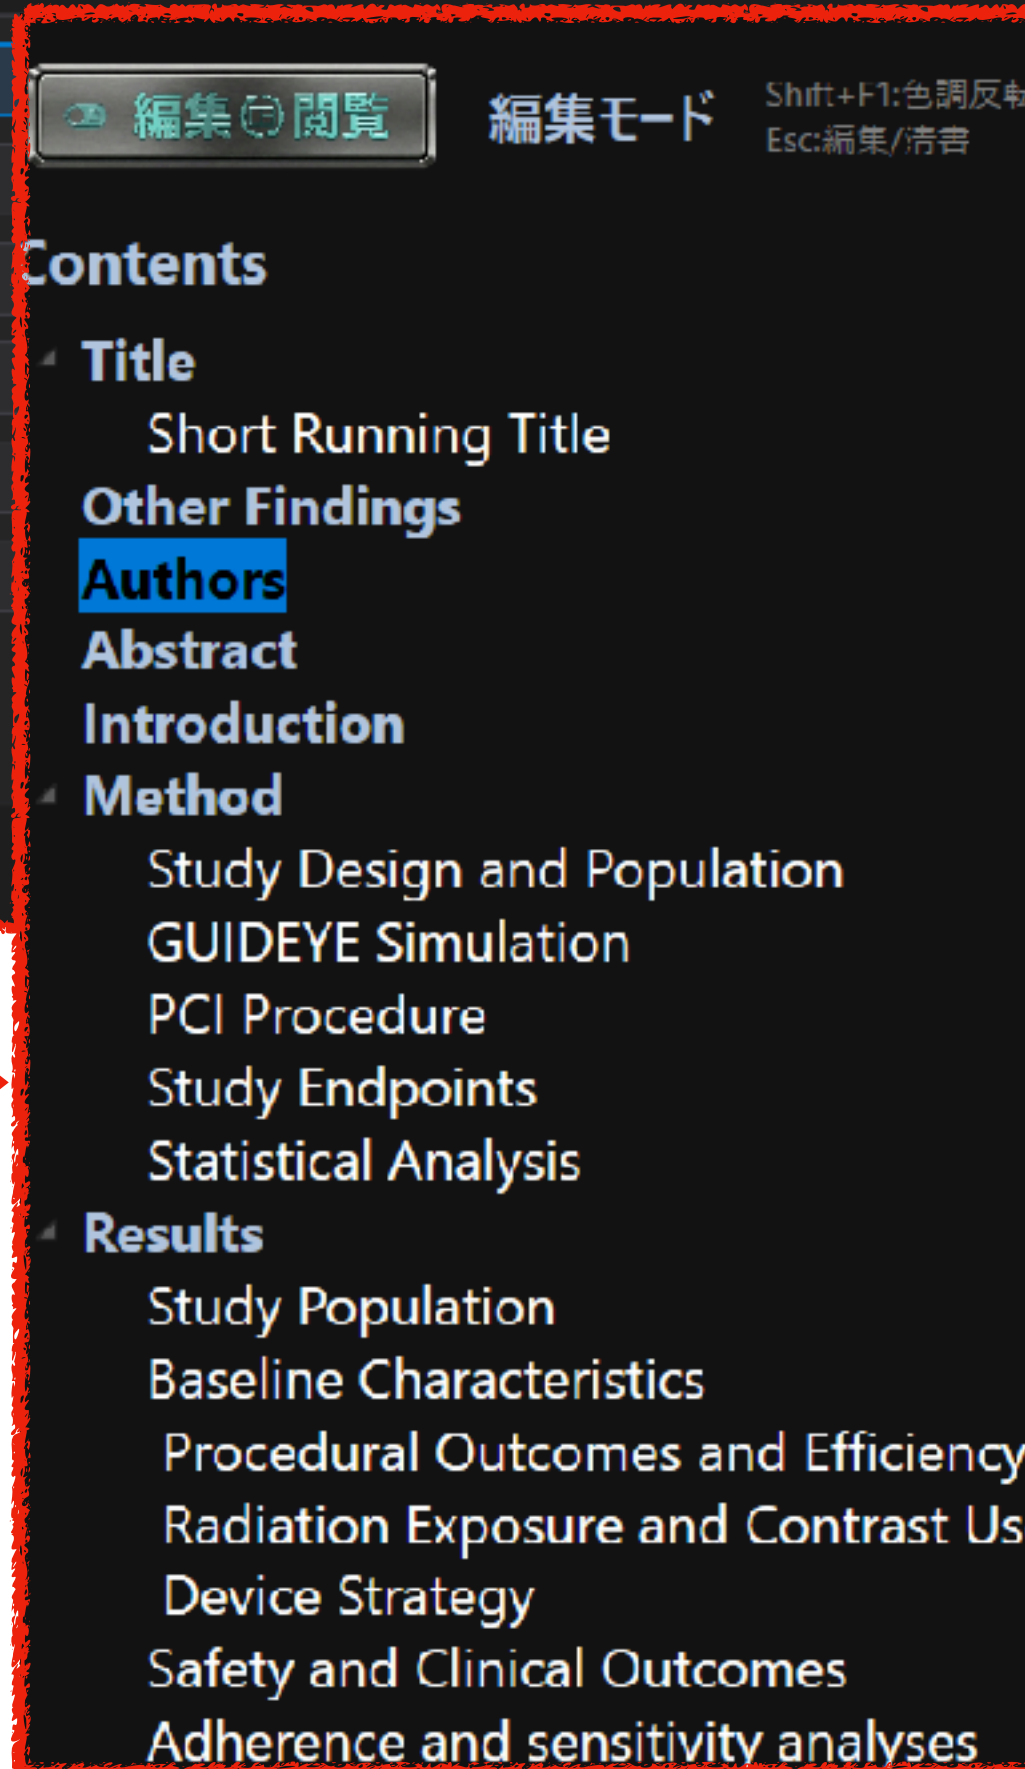 編集⇔閲覧
編集モード
Shift+F1:色調反転
Esc:編集/清書
Contents
Title
Short Running Title
Other Findings
Authors
Abstract
Introduction
Method
Study Design and Population
GUIDEYE Simulation
PCI Procedure
Study Endpoints
Statistical Analysis
Results
Study Population
Baseline Characteristics
Procedural Outcomes and Efficiency
Radiation Exposure and Contrast Us
Device Strategy
Safety and Clinical Outcomes
Adherence and sensitivity analyses